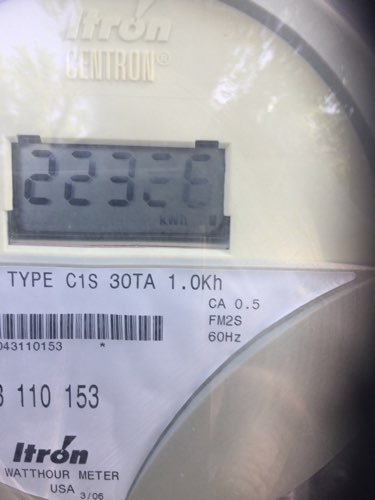 Itron
CENTRON®
kWh
TYPE C1S 30TA 1.0Kh
CA 0.5
FM2S
60Hz
043110153 *
3 110 153
Itron
WATTHOUR METER
USA 3/06